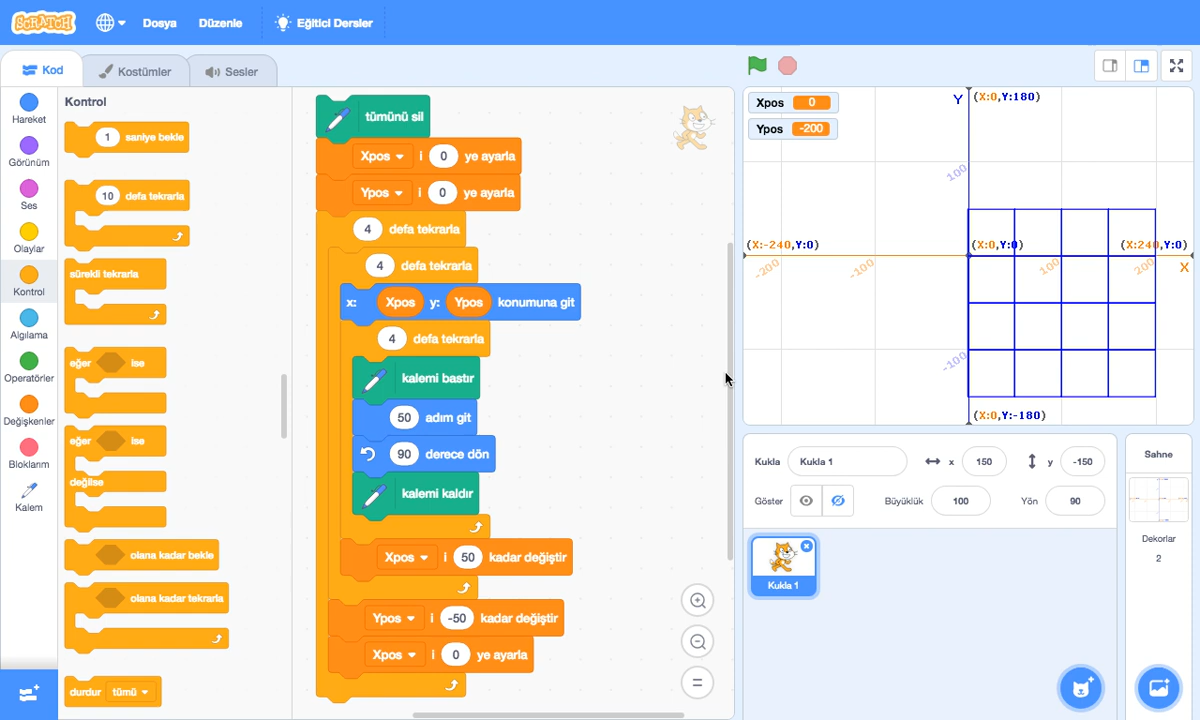 SCRATCH
Dosya
Düzenle
Eğitici Dersler
Kod
Kostümler
Sesler
Hareket
Görünüm
Ses
Olaylar
Kontrol
Algılama
Operatörler
Değişkenler
Bloklarım
Kalem
Kontrol
1 saniye bekle
10 defa tekrarla
sürekli tekrarla
eğer ise
eğer ise
değilse
olana kadar bekle
olana kadar tekrarla
durdur tümü
tümünü sil
Xpos i 0 ye ayarla
Ypos i 0 ye ayarla
4 defa tekrarla
4 defa tekrarla
x: Xpos y: Ypos konumuna git
4 defa tekrarla
kalemi bastır
50 adım git
90 derece dön
kalemi kaldır
Xpos i 50 kadar değiştir
Ypos i -50 kadar değiştir
Xpos i 0 ye ayarla
Xpos 0
Ypos -200
Y (X:0,Y:180)
100
(X:-240,Y:0) (X:0,Y:0) (X:240,Y:0)
-200 -100 100 200 X
-100
(X:0,Y:-180)
Kukla Kukla 1 x 150 y -150
Göster Büyüklük 100 Yön 90
Kukla 1
Sahne
Dekorlar
2